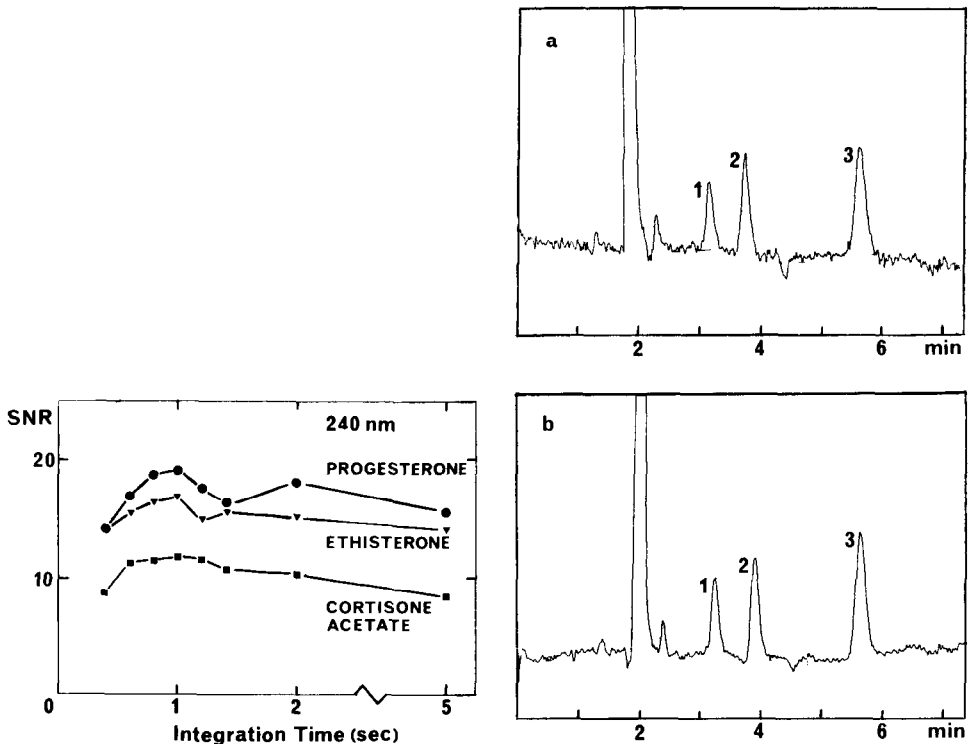 a
1
2
3
2 4 6 min
SNR
240 nm
20
PROGESTERONE
ETHISTERONE
10
CORTISONE
ACETATE
0
1 2 5
Integration Time (sec)
b
1
2
3
2 4 6 min